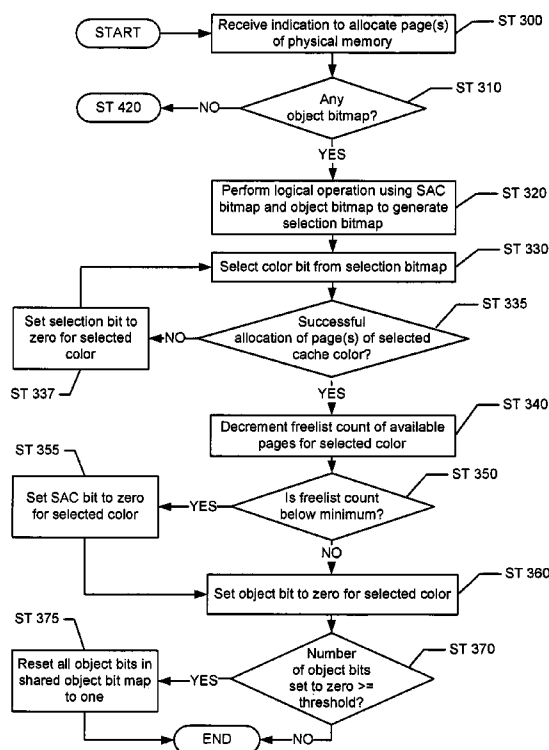 START
Receive indication to allocate page(s)
of physical memory
ST 300
ST 420
NO
Any
object bitmap?
ST 310
YES
Perform logical operation using SAC
bitmap and object bitmap to generate
selection bitmap
ST 320
ST 330
Select color bit from selection bitmap
Set selection bit to
zero for selected
color
ST 337
NO
Successful
allocation of page(s) of selected
cache color?
ST 335
YES
ST 340
Decrement freelist count of available
pages for selected color
ST 355
Set SAC bit to zero
for selected color
YES
Is freelist count
below minimum?
ST 350
NO
ST 360
Set object bit to zero for selected color
ST 375
Reset all object bits in
shared object bit map
to one
YES
Number
of object bits
set to zero >=
threshold?
ST 370
NO
END